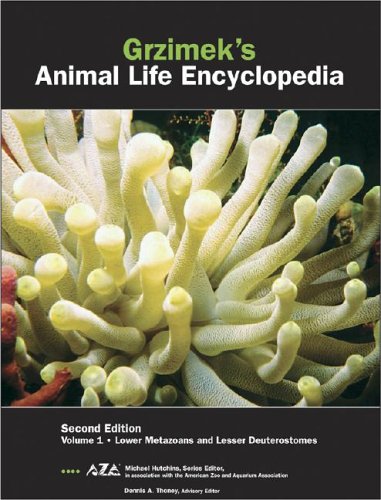 Grzimek's
Animal Life Encyclopedia
Second Edition
Volume 1 • Lower Metazoans and Lesser Deuterostomes
AZA
Michael Hutchins, Series Editor,
in association with the American Zoo and Aquarium Association
Dennis A. Thoney, Advisory Editor